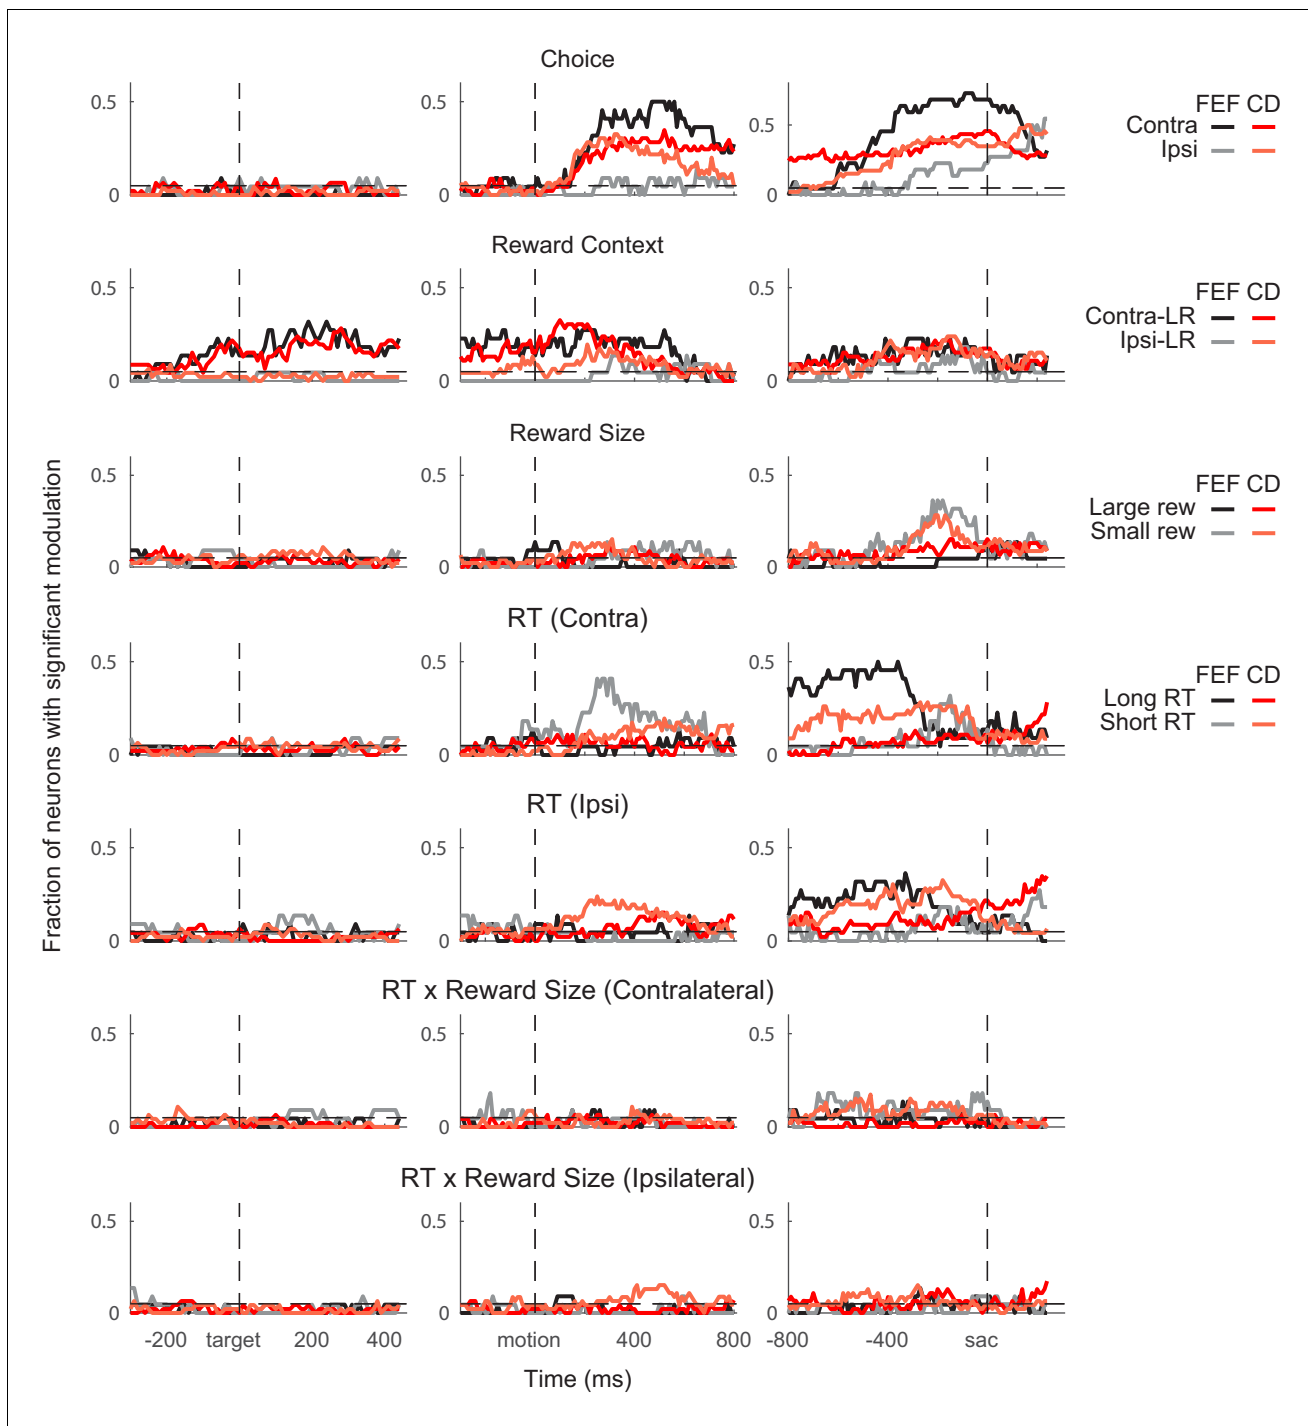 Choice
0.5
0
0.5
0
0.5
0
FEF CD
Contra
Ipsi
Reward Context
0.5
0
0.5
0
0.5
0
FEF CD
Contra-LR
Ipsi-LR
Reward Size
0.5
0
0.5
0
0.5
0
FEF CD
Large rew
Small rew
Fraction of neurons with significant modulation
RT (Contra)
0.5
0
0.5
0
0.5
0
FEF CD
Long RT
Short RT
RT (Ipsi)
0.5
0
0.5
0
0.5
0
RT x Reward Size (Contralateral)
0.5
0
0.5
0
0.5
0
RT x Reward Size (Ipsilateral)
0.5
0
0.5
0
0.5
0
-200 target 200 400
motion 400 800
-800 -400 sac
Time (ms)